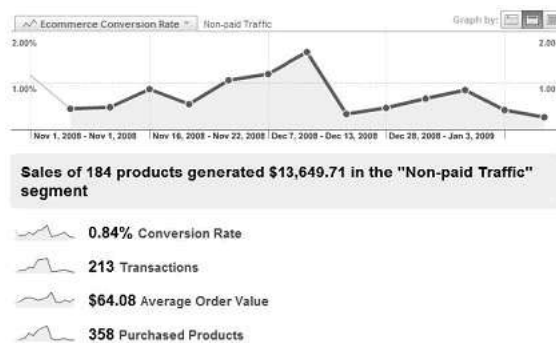 Ecommerce Conversion Rate Non-paid Traffic Graph by:
2.00% 2.00
1.00% 1.00
Nov 1, 2008 - Nov 1, 2008 Nov 16, 2008 - Nov 22, 2008 Dec 7, 2008 - Dec 13, 2008 Dec 28, 2008 - Jan 3, 2009
Sales of 184 products generated $13,649.71 in the "Non-paid Traffic"
segment
0.84% Conversion Rate
213 Transactions
$64.08 Average Order Value
358 Purchased Products